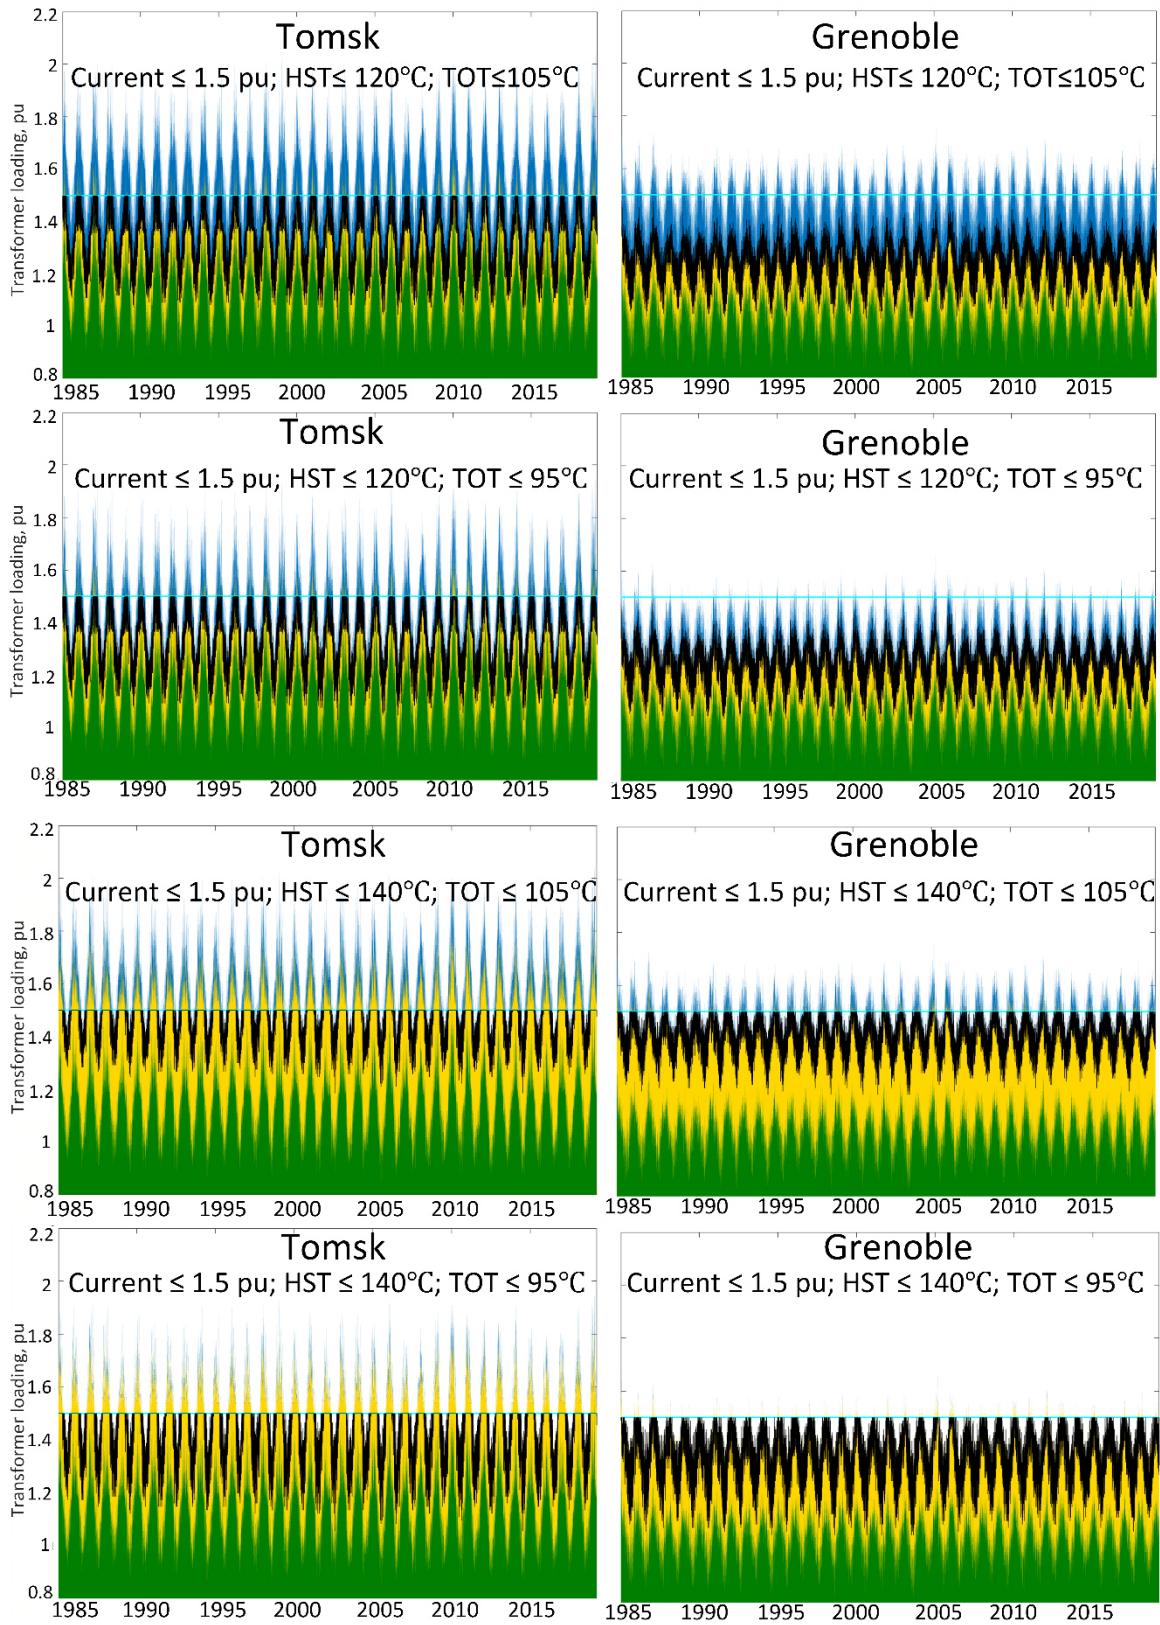 Tomsk
Current ≤ 1.5 pu; HST≤ 120℃; TOT≤105℃
Transformer loading, pu
2.2
2
1.8
1.6
1.4
1.2
1
0.8
1985 1990 1995 2000 2005 2010 2015
Grenoble
Current ≤ 1.5 pu; HST≤ 120℃; TOT≤105℃
1985 1990 1995 2000 2005 2010 2015
Tomsk
Current ≤ 1.5 pu; HST ≤ 120℃; TOT ≤ 95℃
Transformer loading, pu
2.2
2
1.8
1.6
1.4
1.2
1
0.8
1985 1990 1995 2000 2005 2010 2015
Grenoble
Current ≤ 1.5 pu; HST ≤ 120℃; TOT ≤ 95℃
1985 1990 1995 2000 2005 2010 2015
Tomsk
Current ≤ 1.5 pu; HST ≤ 140℃; TOT ≤ 105℃
Transformer loading, pu
2.2
2
1.8
1.6
1.4
1.2
1
0.8
1985 1990 1995 2000 2005 2010 2015
Grenoble
Current ≤ 1.5 pu; HST ≤ 140℃; TOT ≤ 105℃
1985 1990 1995 2000 2005 2010 2015
Tomsk
Current ≤ 1.5 pu; HST ≤ 140℃; TOT ≤ 95℃
Transformer loading, pu
2.2
2
1.8
1.6
1.4
1.2
1
0.8
1985 1990 1995 2000 2005 2010 2015
Grenoble
Current ≤ 1.5 pu; HST ≤ 140℃; TOT ≤ 95℃
1985 1990 1995 2000 2005 2010 2015